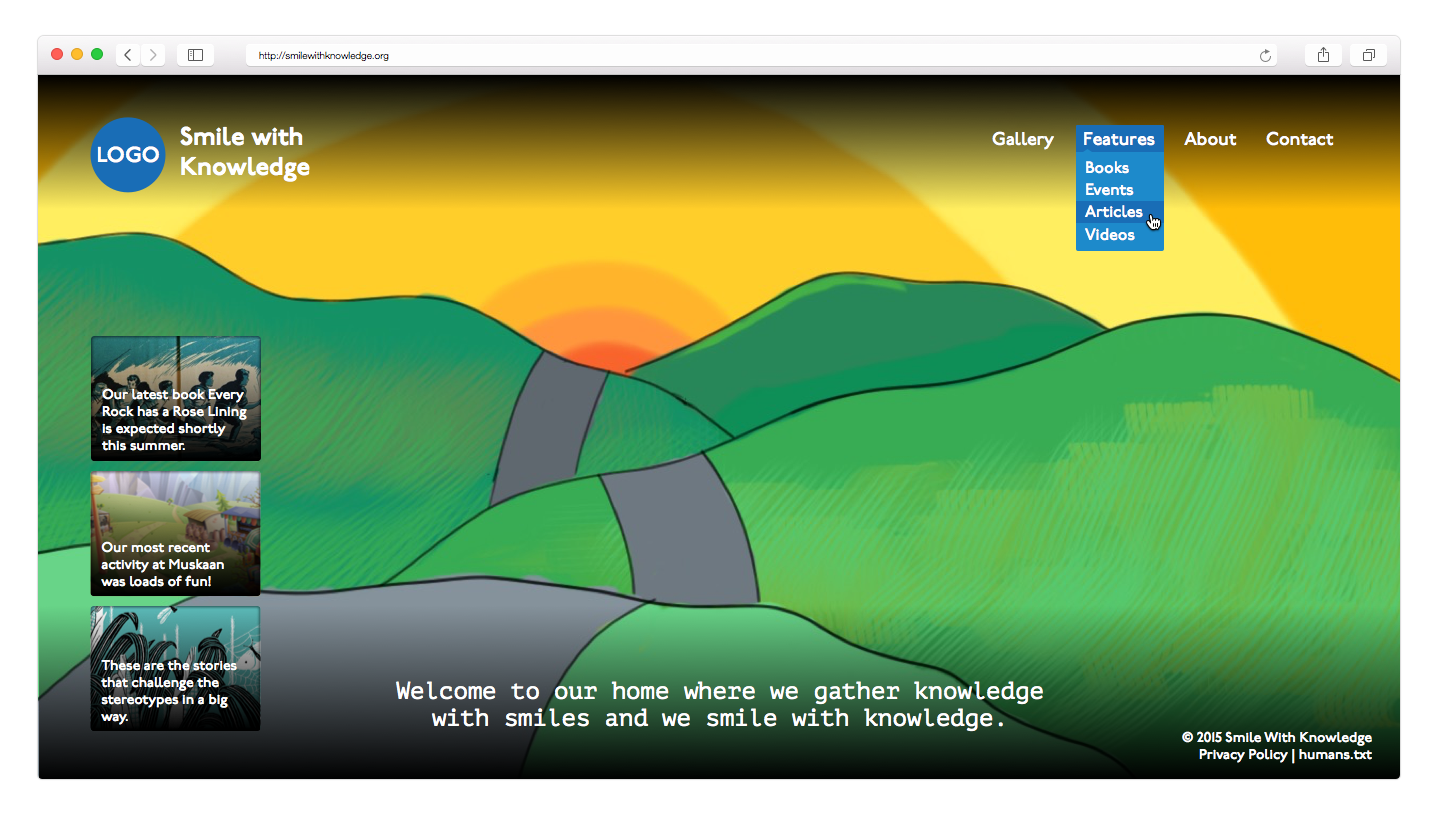 http://smilewithknowledge.org
LOGO
Smile with
Knowledge
Gallery
Features
About
Contact
Books
Events
Articles
Videos
Our latest book Every
Rock has a Rose Lining
is expected shortly
this summer.
Our most recent
activity at Muskaan
was loads of fun!
These are the stories
that challenge the
stereotypes in a big
way.
Welcome to our home where we gather knowledge
with smiles and we smile with knowledge.
© 2015 Smile With Knowledge
Privacy Policy | humans.txt